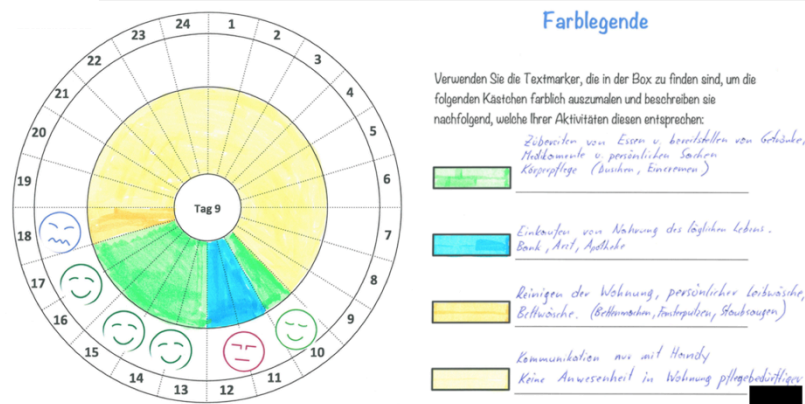 24
1
2
3
4
5
6
7
8
9
10
11
12
13
14
15
16
17
18
19
20
21
22
23
Tag 9
Farblegende
Verwenden Sie die Textmarker, die in der Box zu finden sind, um die
folgenden Kästchen farblich auszumalen und beschreiben sie
nachfolgend, welche Ihrer Aktivitäten diesen entsprechen:
Zubereiten von Essen u. bereitstellen von Getränke,
Medikamente u. persönlichen Sachen
Körperpflege (Duschen, Eincremen)
Einkaufen von Nahrung des täglichen Lebens.
Bank, Arzt, Apotheke
Reinigen der Wohnung, persönlicher Leibwäsche,
Bettwäsche. (Bettenmachen, Fensterputzen, Staubsaugen)
Kommunikation nur mit Handy
Keine Anwesenheit in Wohnung pflegebedürftiger